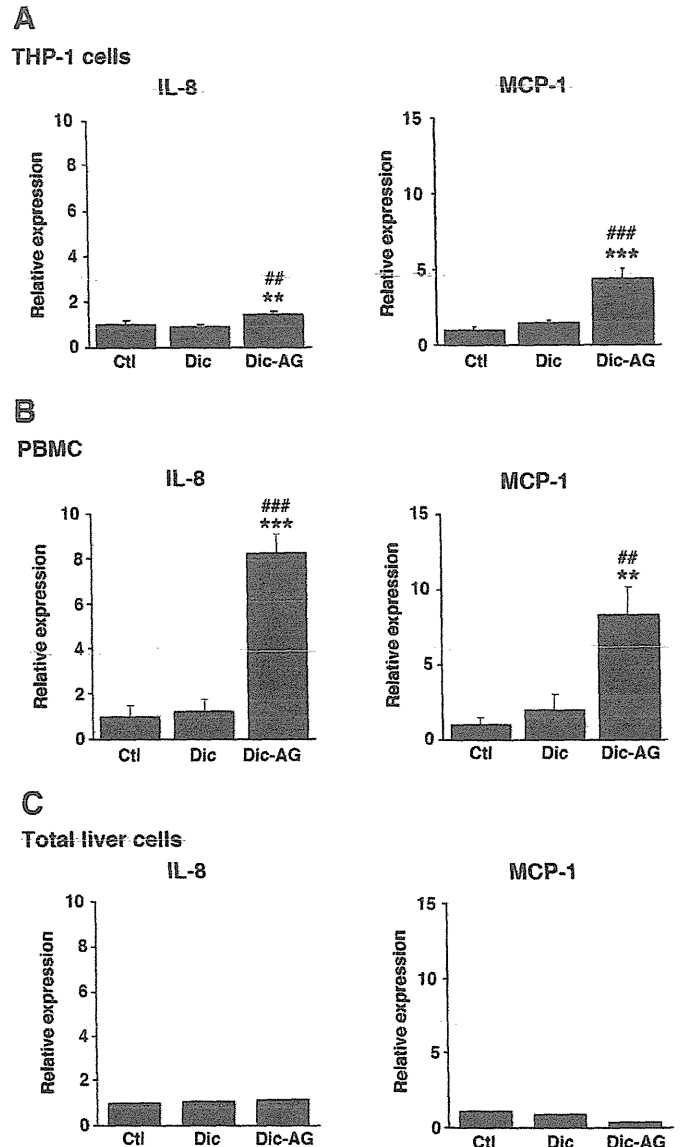 A
THP-1 cells
IL-8 MCP-1
Relative expression
10
8
6
4
2
0
## 
**
Ctl Dic Dic-AG
Relative expression
15
10
5
0
###
***
Ctl Dic Dic-AG
B
PBMC
IL-8 MCP-1
Relative expression
10
8
6
4
2
0
###
***
Ctl Dic Dic-AG
Relative expression
15
10
5
0
##
**
Ctl Dic Dic-AG
C
Total liver cells
IL-8 MCP-1
Relative expression
10
8
6
4
2
0
Ctl Dic Dic-AG
Relative expression
15
10
5
0
Ctl Dic Dic-AG